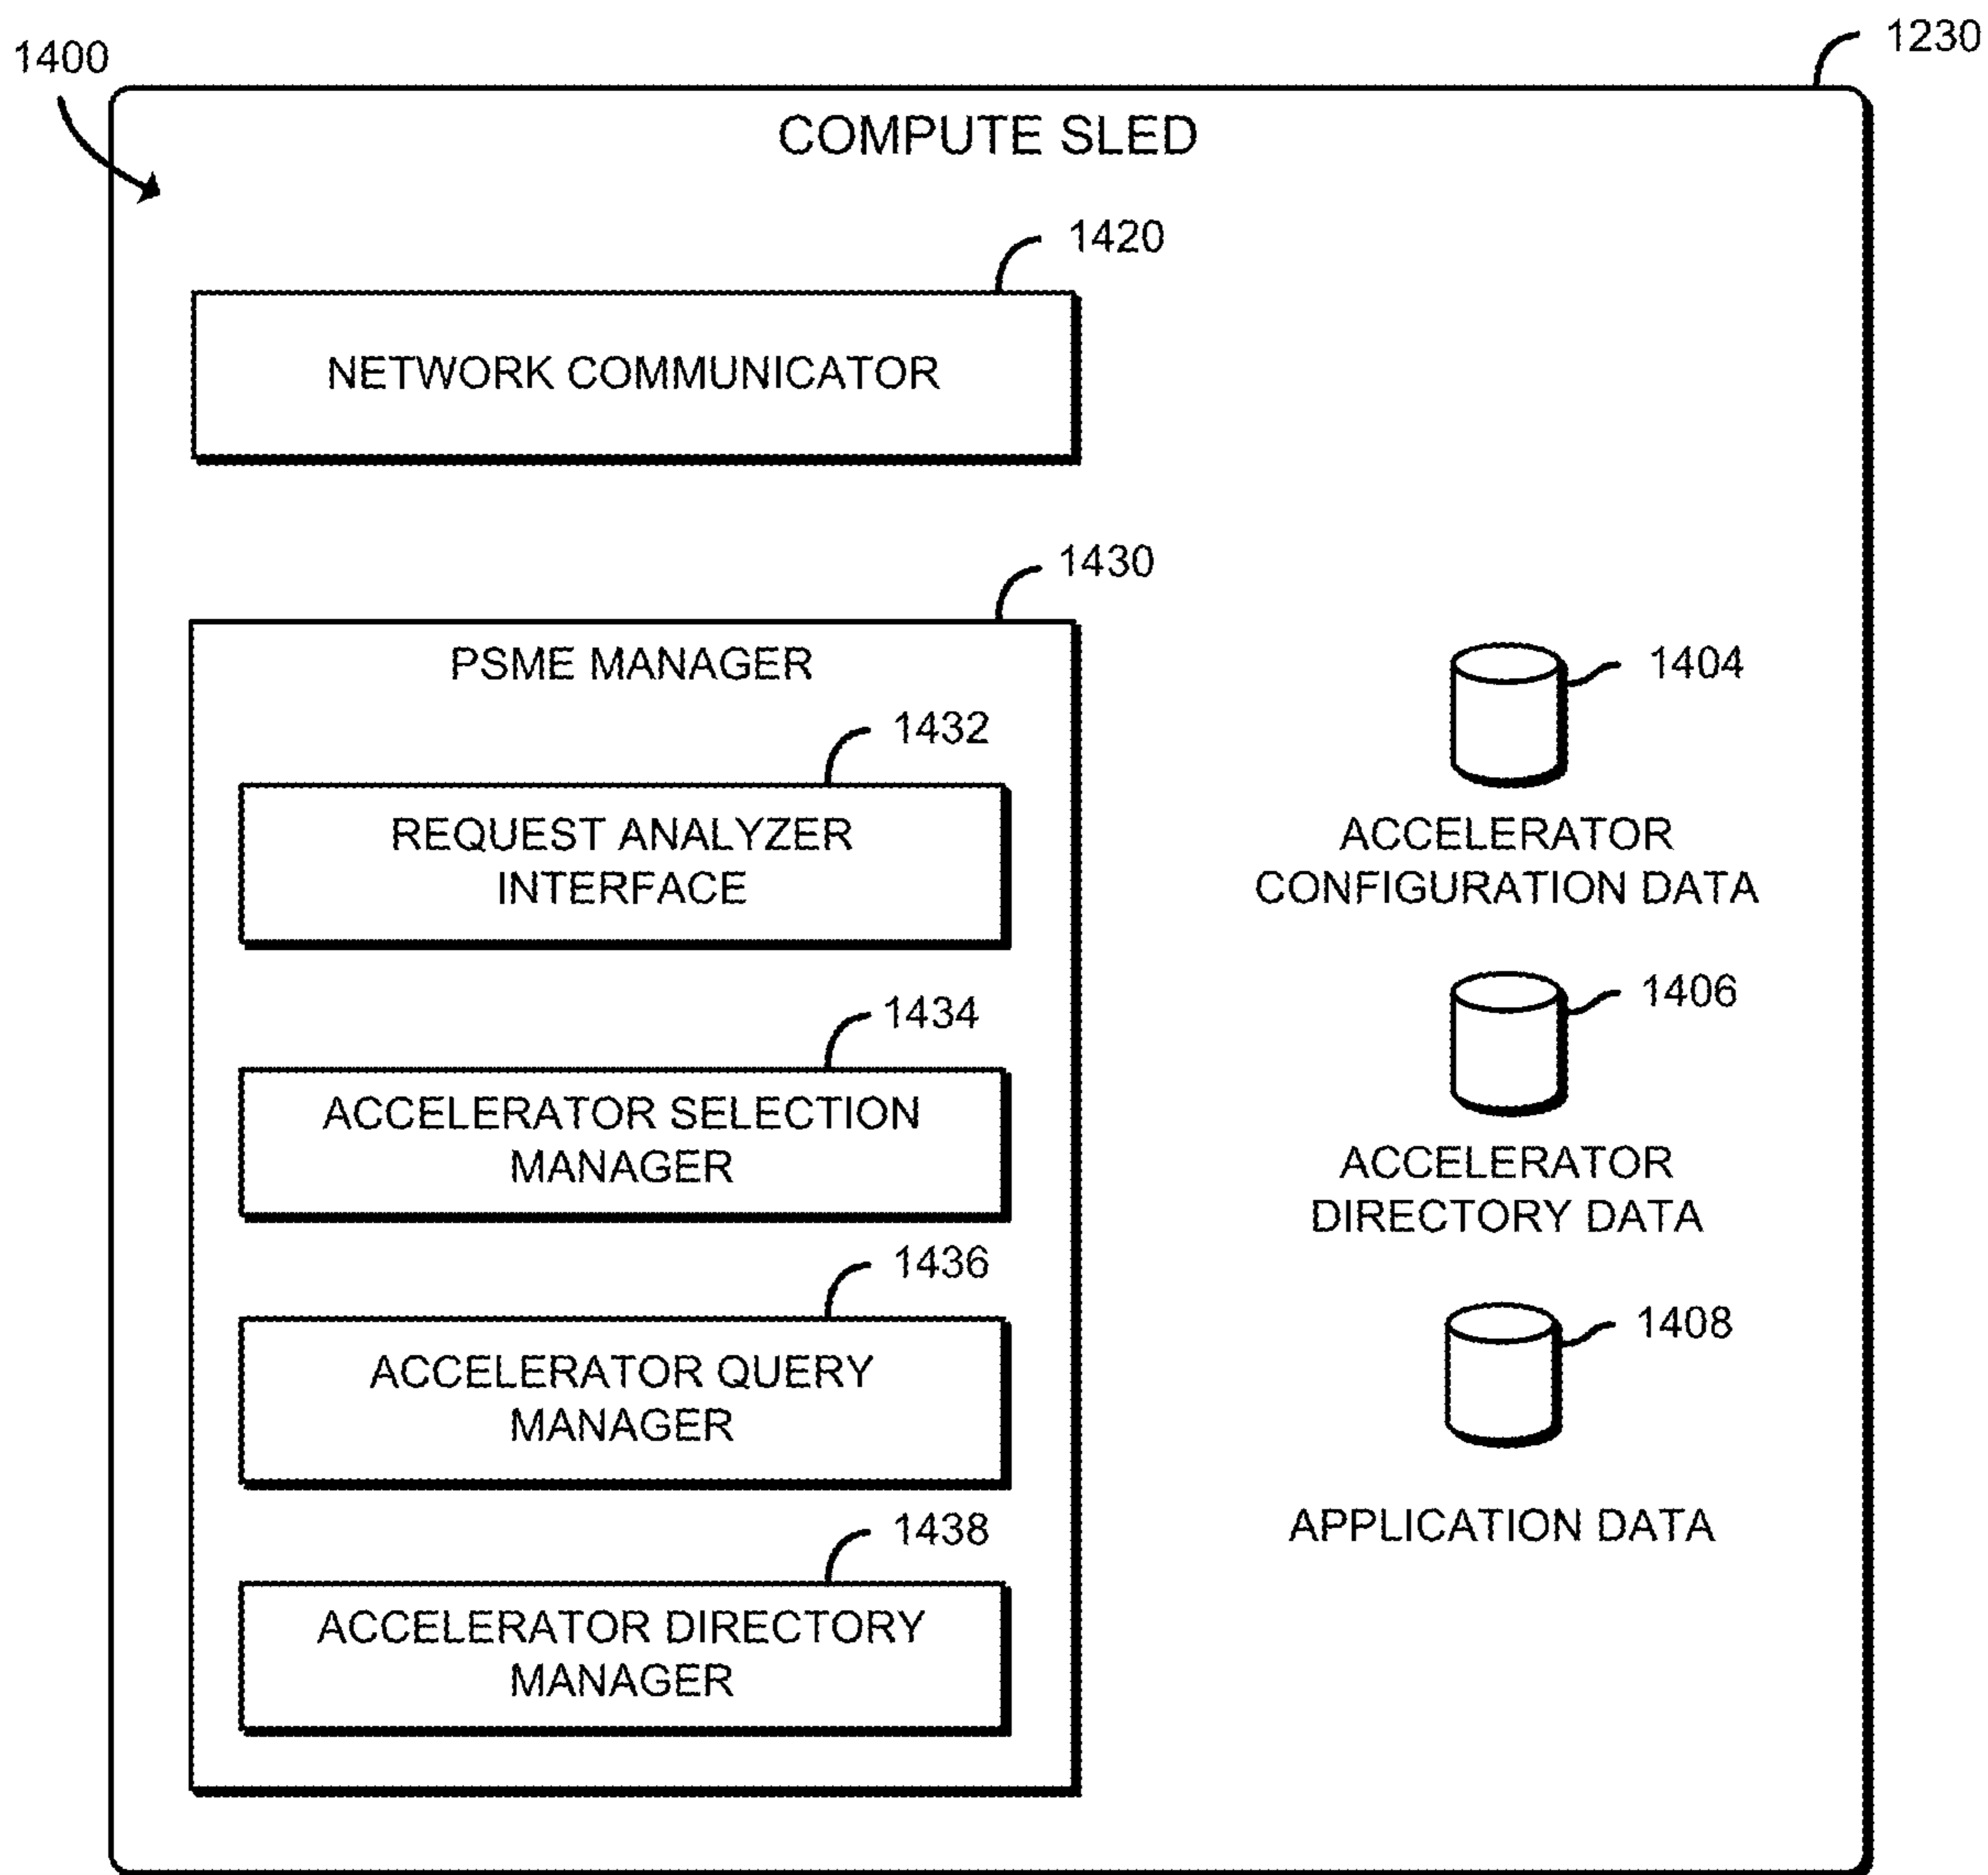 1400
1230
COMPUTE SLED
1420
NETWORK COMMUNICATOR
1430
PSME MANAGER
1432
REQUEST ANALYZER
INTERFACE
1434
ACCELERATOR SELECTION
MANAGER
1436
ACCELERATOR QUERY
MANAGER
1438
ACCELERATOR DIRECTORY
MANAGER
1404
ACCELERATOR
CONFIGURATION DATA
1406
ACCELERATOR
DIRECTORY DATA
1408
APPLICATION DATA